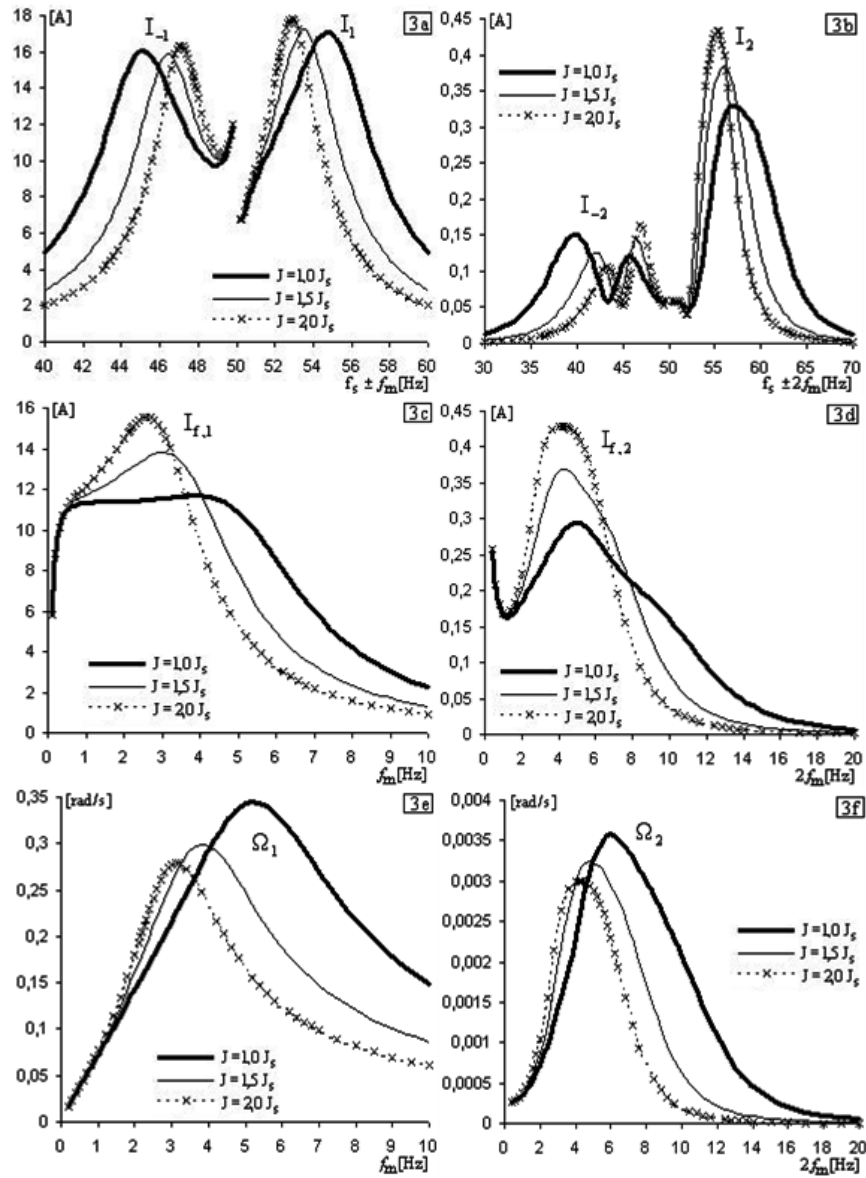 [A] I₋₁ I₁ 3a
18
16
14
12
10
8
6
4
2
0
J = 1,0 Jₛ
J = 1,5 Jₛ
J = 2,0 Jₛ
40 44 48 52 56 60
fₛ ± fₘ[Hz]
[A] I₂ 3b
0,45
0,4
0,35
0,3
0,25
0,2
0,15
0,1
0,05
0
J = 1,0 Jₛ
J = 1,5 Jₛ
J = 2,0 Jₛ
I₋₂
30 35 40 45 50 55 60 65 70
fₛ ± 2fₘ[Hz]
[A] I_f,1 3c
16
14
12
10
8
6
4
2
0
J = 1,0 Jₛ
J = 1,5 Jₛ
J = 2,0 Jₛ
0 1 2 3 4 5 6 7 8 9 10
fₘ[Hz]
[A] I_f,2 3d
0,45
0,4
0,35
0,3
0,25
0,2
0,15
0,1
0,05
0
J = 1,0 Jₛ
J = 1,5 Jₛ
J = 2,0 Jₛ
0 2 4 6 8 10 12 14 16 18 20
2fₘ[Hz]
[rad/s] 3e
0,35
0,3
0,25
0,2
0,15
0,1
0,05
0
Ω₁
J = 1,0 Jₛ
J = 1,5 Jₛ
J = 2,0 Jₛ
0 1 2 3 4 5 6 7 8 9 10
fₘ[Hz]
[rad/s] 3f
0,004
0,0035
0,003
0,0025
0,002
0,0015
0,001
0,0005
0
Ω₂
J = 1,0 Jₛ
J = 1,5 Jₛ
J = 2,0 Jₛ
0 2 4 6 8 10 12 14 16 18 20
2fₘ[Hz]